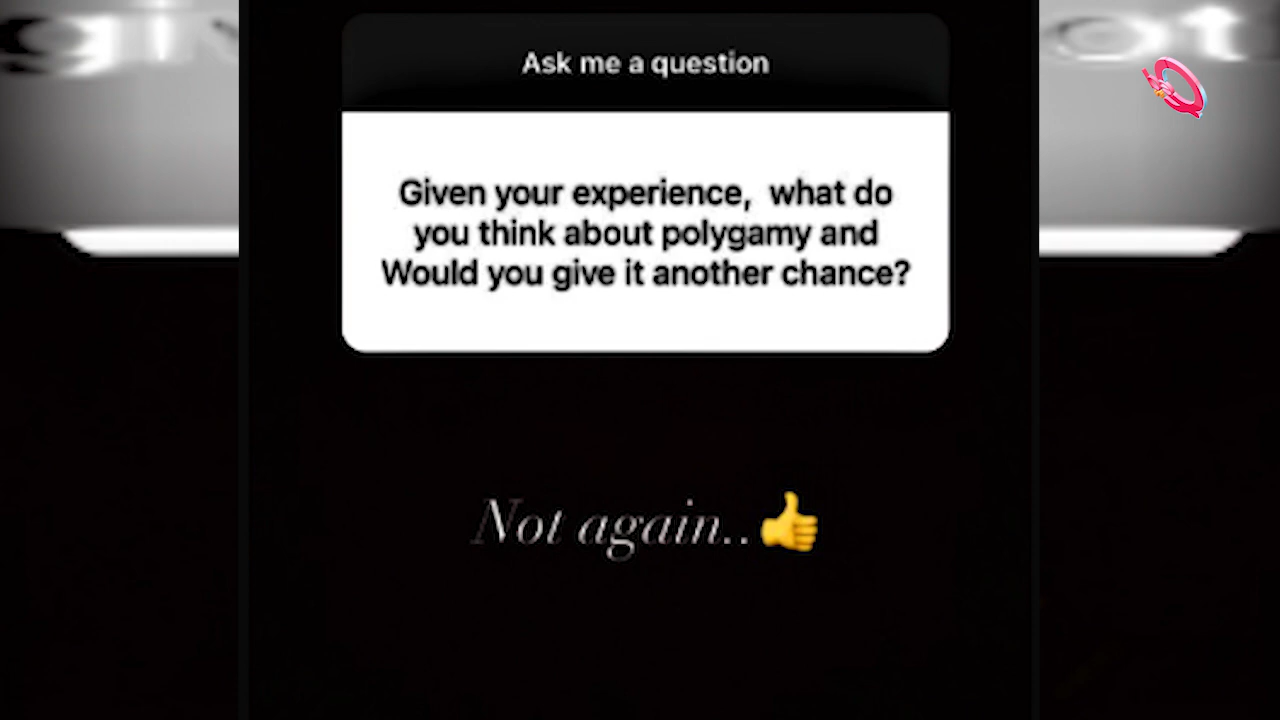 Ask me a question
Given your experience, what do
you think about polygamy and
Would you give it another chance?
Not again..👍